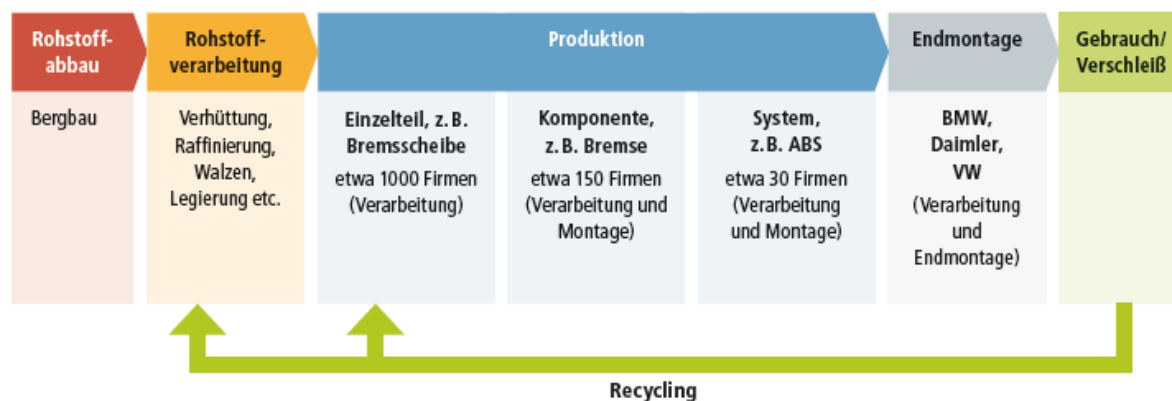 Rohstoff-
abbau
Rohstoff-
verarbeitung
Produktion
Endmontage
Gebrauch/
Verschleiß
Bergbau
Verhüttung,
Raffinierung,
Walzen,
Legierung etc.
Einzelteil, z. B.
Bremsscheibe
etwa 1000 Firmen
(Verarbeitung)
Komponente,
z. B. Bremse
etwa 150 Firmen
(Verarbeitung und
Montage)
System,
z. B. ABS
etwa 30 Firmen
(Verarbeitung
und Montage)
BMW,
Daimler,
VW
(Verarbeitung
und
Endmontage)
Recycling